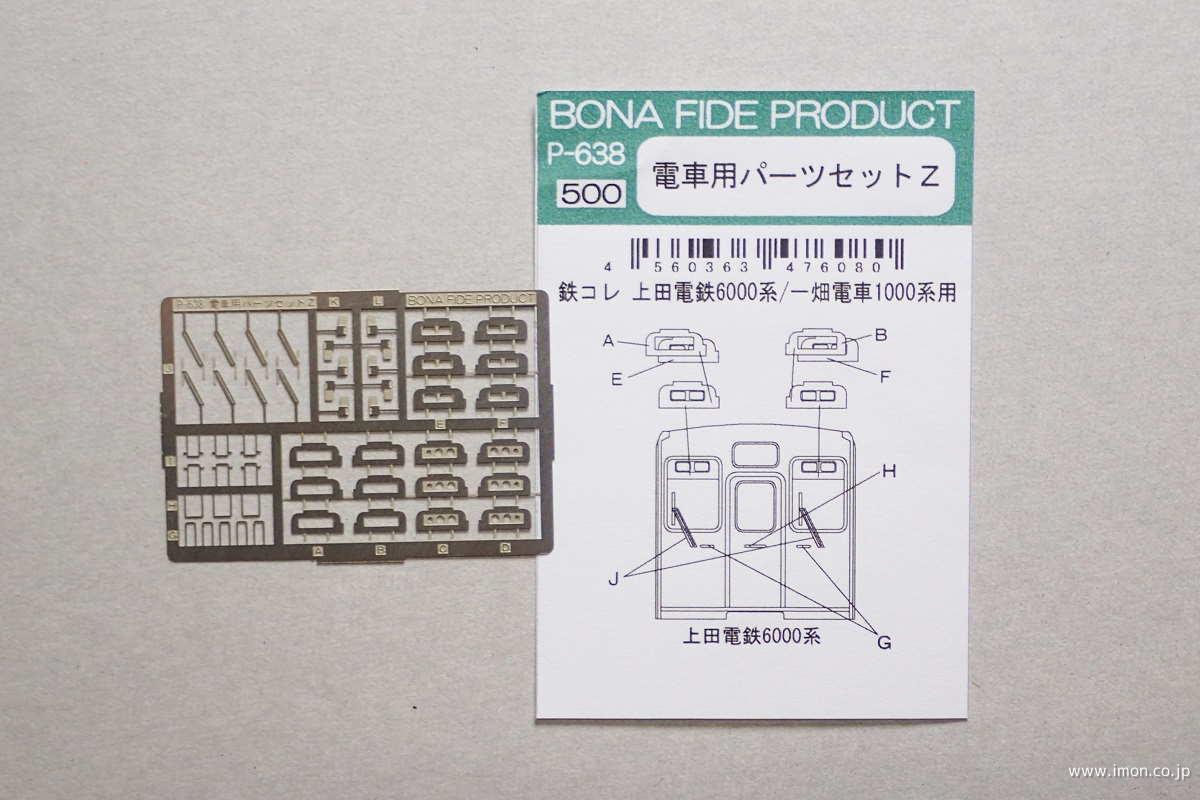 BONA FIDE PRODUCT
P-638
電車用パーツセットZ
500
4 560363 476080
鉄コレ 上田電鉄6000系/一畑電車1000系用
A
B
E
F
H
J
G
上田電鉄6000系
P-638 電車用パーツセットZ
K
L
BONA FIDE PRODUCT
J
E
F
H
G
A
B
C
D
www.imon.co.jp